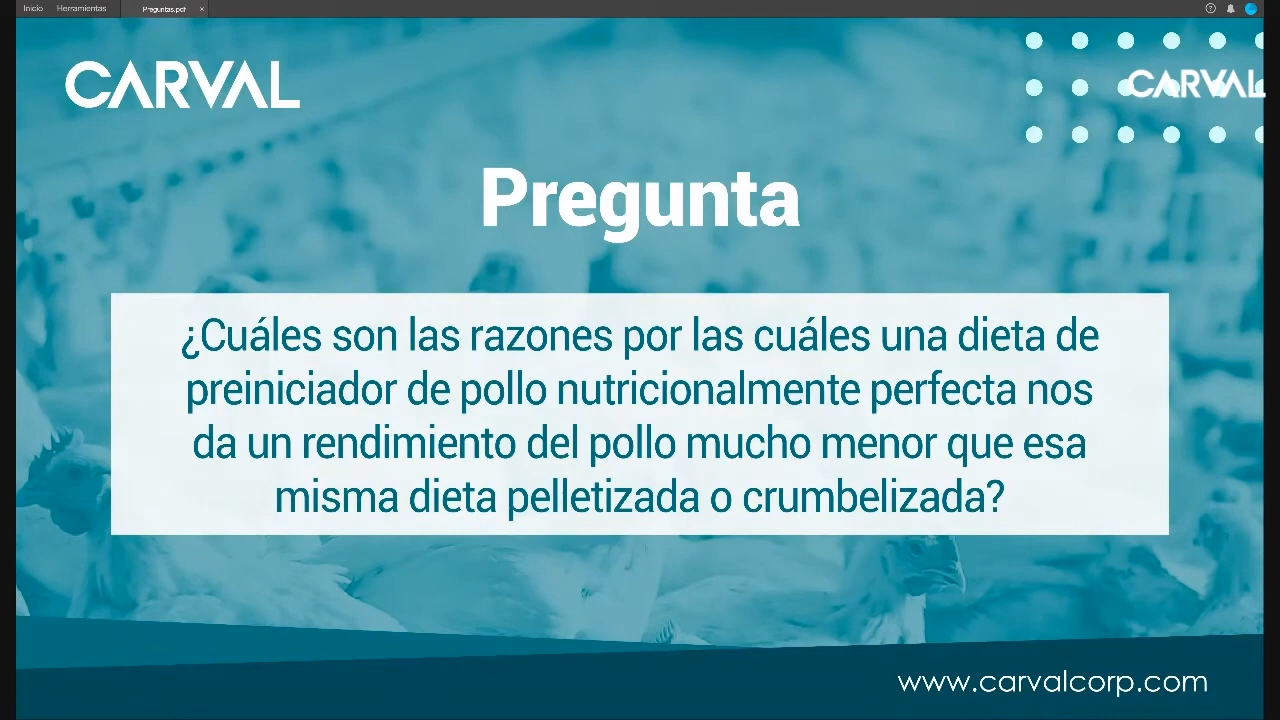 Inicio Herramientas Preguntas.pdf ×
CARVAL
CARVAL
Pregunta
¿Cuáles son las razones por las cuáles una dieta de
preiniciador de pollo nutricionalmente perfecta nos
da un rendimiento del pollo mucho menor que esa
misma dieta pelletizada o crumbelizada?
www.carvalcorp.com